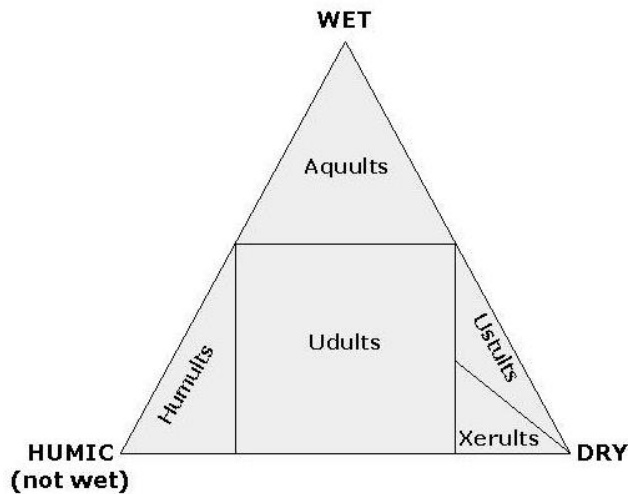 WET
Aquults
Udults
Humults
Ustults
Xerults
HUMIC
(not wet)
DRY